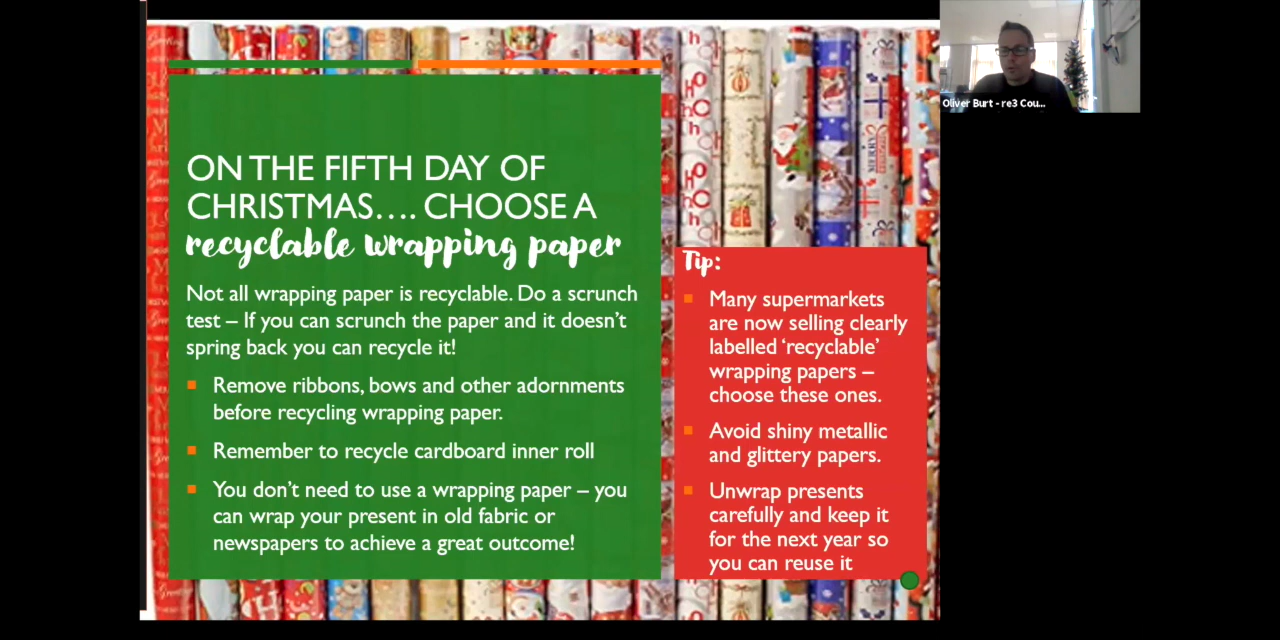 ON THE FIFTH DAY OF
CHRISTMAS…. CHOOSE A
recyclable wrapping paper
Not all wrapping paper is recyclable. Do a scrunch
test – If you can scrunch the paper and it doesn't
spring back you can recycle it!
Remove ribbons, bows and other adornments
before recycling wrapping paper.
Remember to recycle cardboard inner roll
You don't need to use a wrapping paper – you
can wrap your present in old fabric or
newspapers to achieve a great outcome!
Tip:
Many supermarkets
are now selling clearly
labelled 'recyclable'
wrapping papers –
choose these ones.
Avoid shiny metallic
and glittery papers.
Unwrap presents
carefully and keep it
for the next year so
you can reuse it
Oliver Burt - re3 Cou...